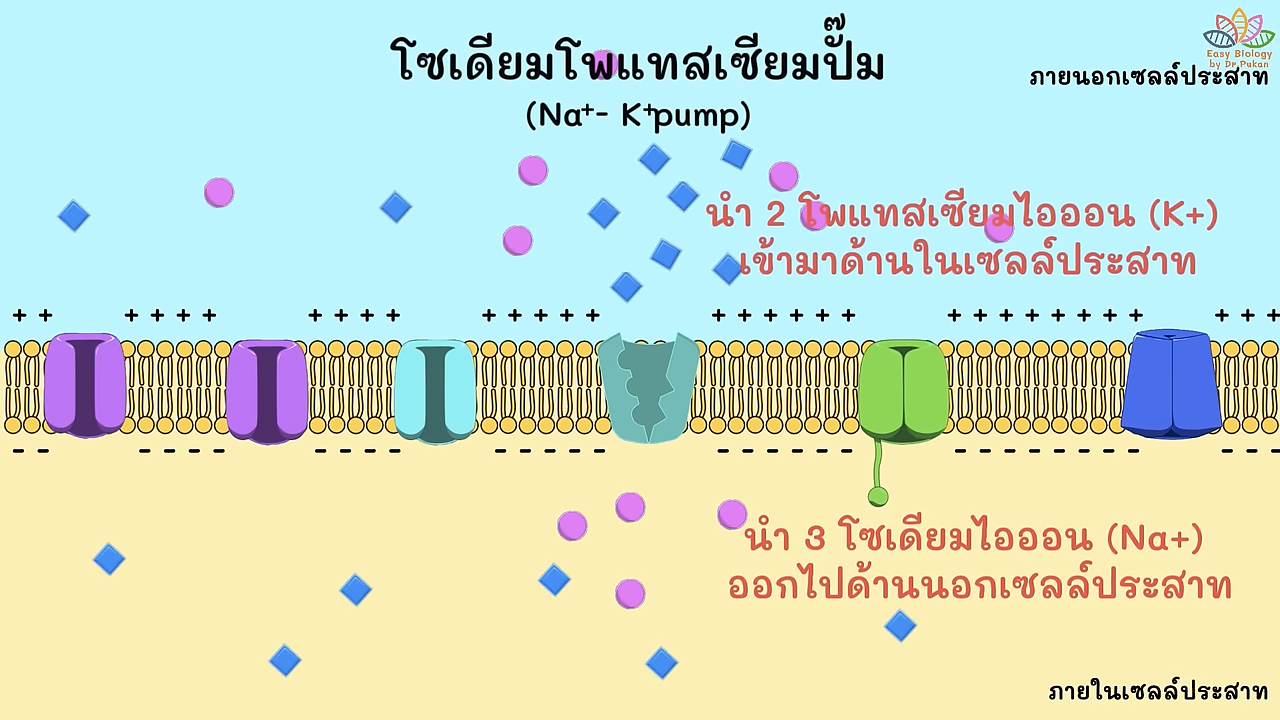 โซเดียมโพแทสเซียมปั๊ม
(Na⁺- K⁺pump)
Easy Biology
by Dr.Pukan
ภายนอกเซลล์ประสาท
นำ 2 โพแทสเซียมไอออน (K+)
เข้ามาด้านในเซลล์ประสาท
+ + + + + + + + + + + + + + + + + + + + + + + + + + + + + + + + + +
นำ 3 โซเดียมไอออน (Na+)
ออกไปด้านนอกเซลล์ประสาท
ภายในเซลล์ประสาท